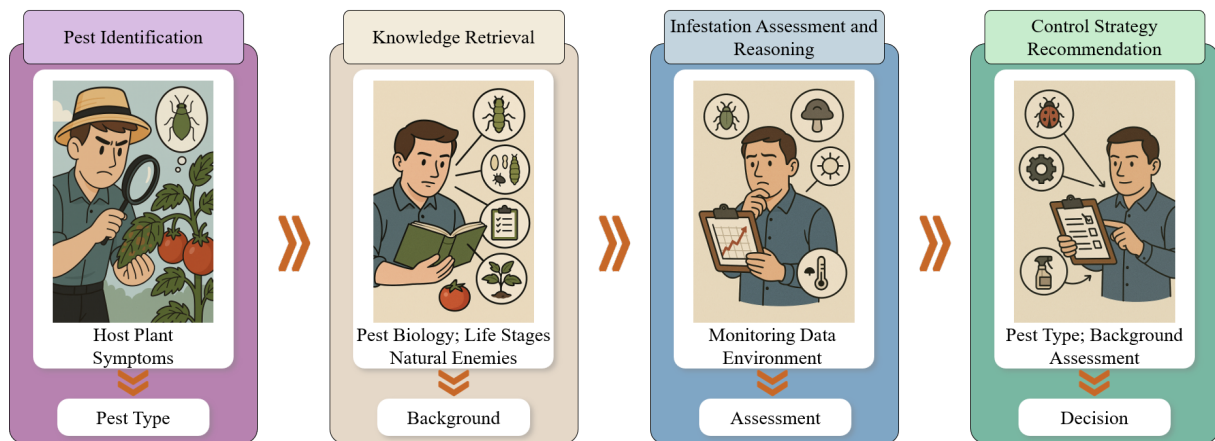 Pest Identification
Host Plant
Symptoms
Pest Type
Knowledge Retrieval
Pest Biology; Life Stages
Natural Enemies
Background
Infestation Assessment and
Reasoning
Monitoring Data
Environment
Assessment
Control Strategy
Recommendation
Pest Type; Background
Assessment
Decision